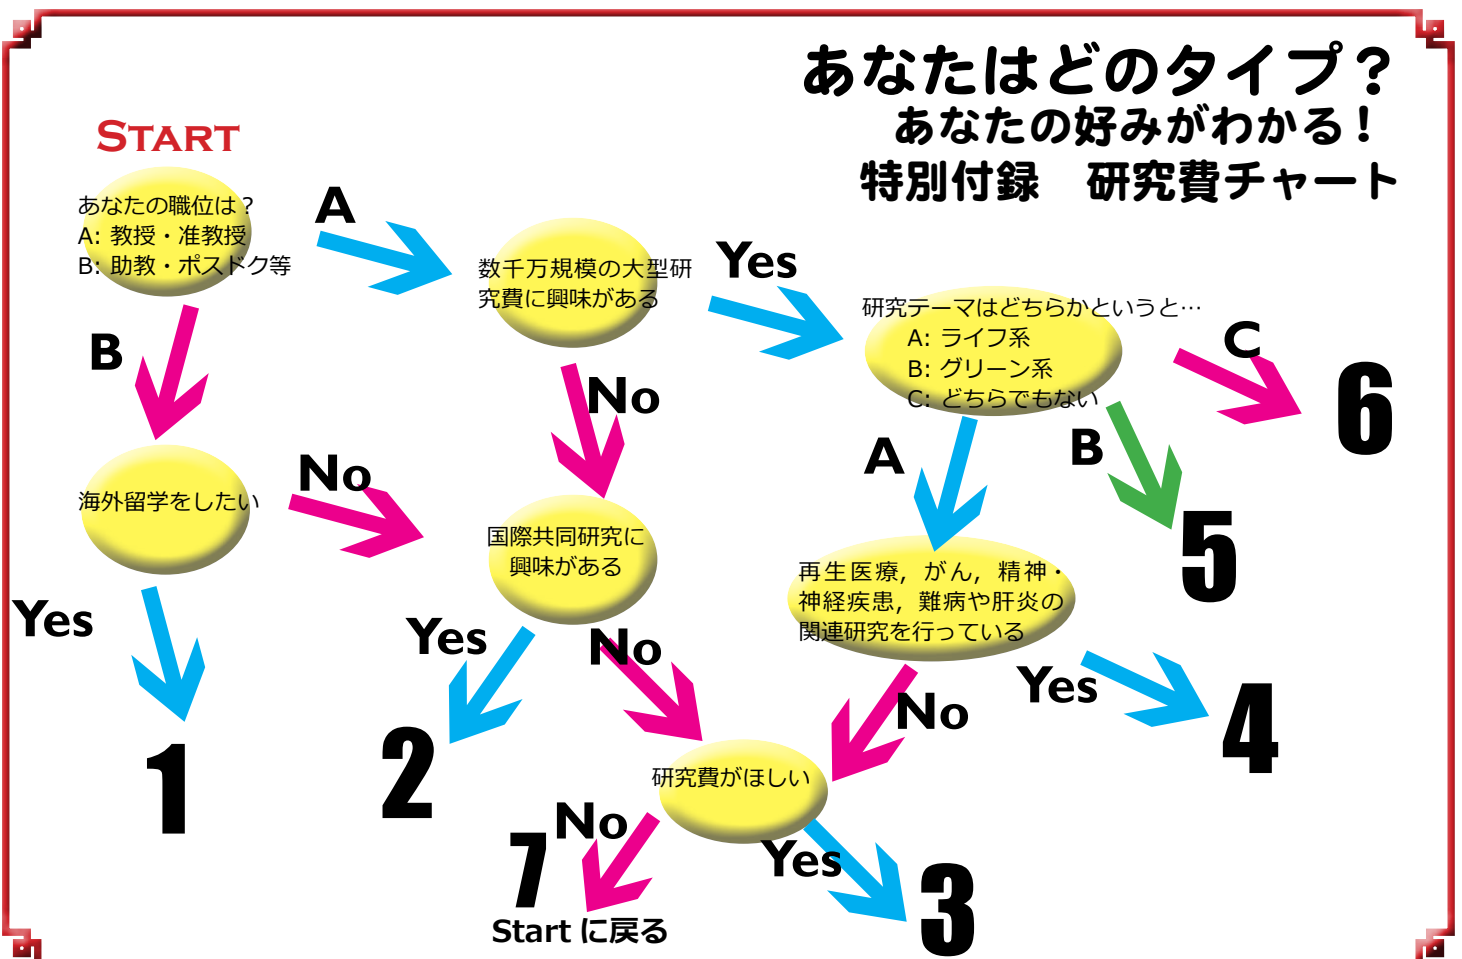 あなたはどのタイプ？
あなたの好みがわかる！
特別付録　研究費チャート
START
あなたの職位は？
A: 教授・准教授
B: 助教・ポスドク等
A
数千万規模の大型研
究費に興味がある
Yes
研究テーマはどちらかというと…
A: ライフ系
B: グリーン系
C: どちらでもない
C
6
B
No
A
B
5
海外留学をしたい
No
国際共同研究に
興味がある
再生医療，がん，精神・
神経疾患，難病や肝炎の
関連研究を行っている
Yes
1
Yes
2
No
No
Yes
4
研究費がほしい
No
7
Start に戻る
Yes
3